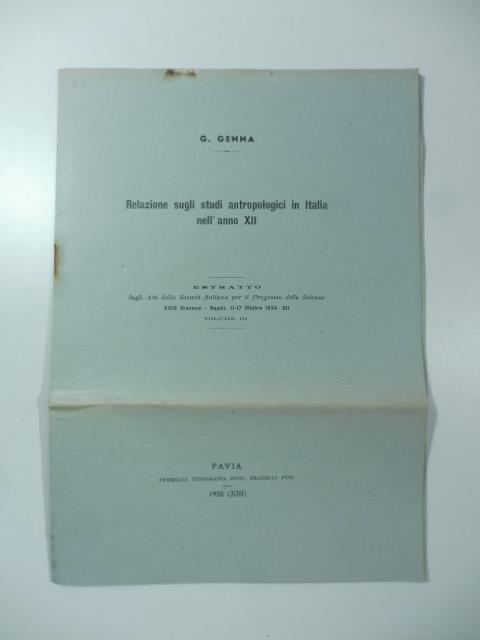 G. GENNA
Relazione sugli studi antropologici in Italia
nell'anno XII
ESTRATTO
dagli Atti della Società Italiana per il Progresso delle Scienze
XXIII Riunione - Napoli, 11-17 Ottobre 1934-XII
VOLUME III
PAVIA
PREMIATA TIPOGRAFIA SUCC. FRATELLI FUSI
1935 (XIII)